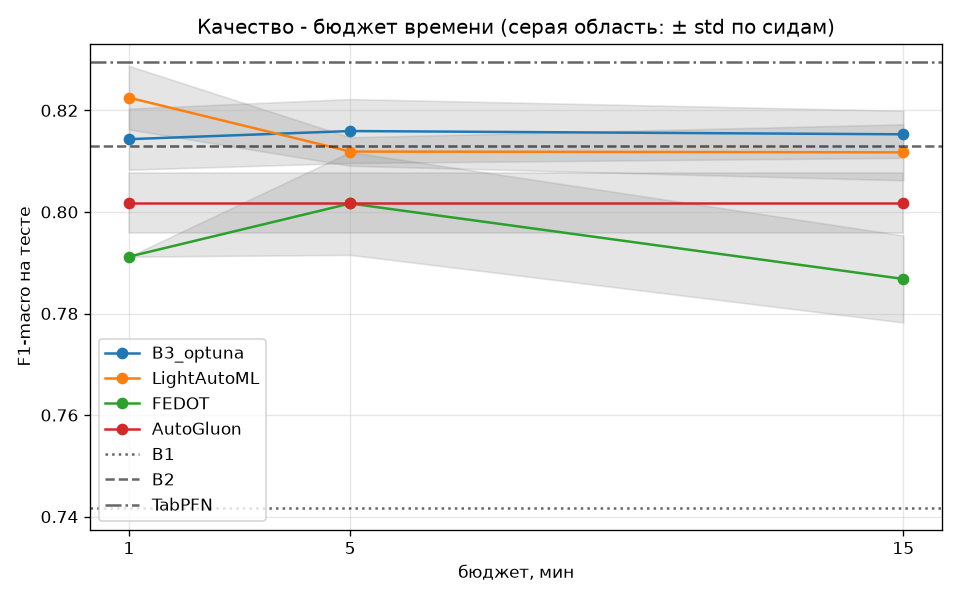 Качество - бюджет времени (серая область: ± std по сидам)
F1-macro на тесте
0.82
0.80
0.78
0.76
0.74
B3_optuna
LightAutoML
FEDOT
AutoGluon
B1
B2
TabPFN
1
5
15
бюджет, мин